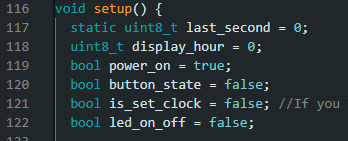 116 void setup() {
117 static uint8_t last_second = 0;
118 uint8_t display_hour = 0;
119 bool power_on = true;
120 bool button_state = false;
121 bool is_set_clock = false; //If you
122 bool led_on_off = false;